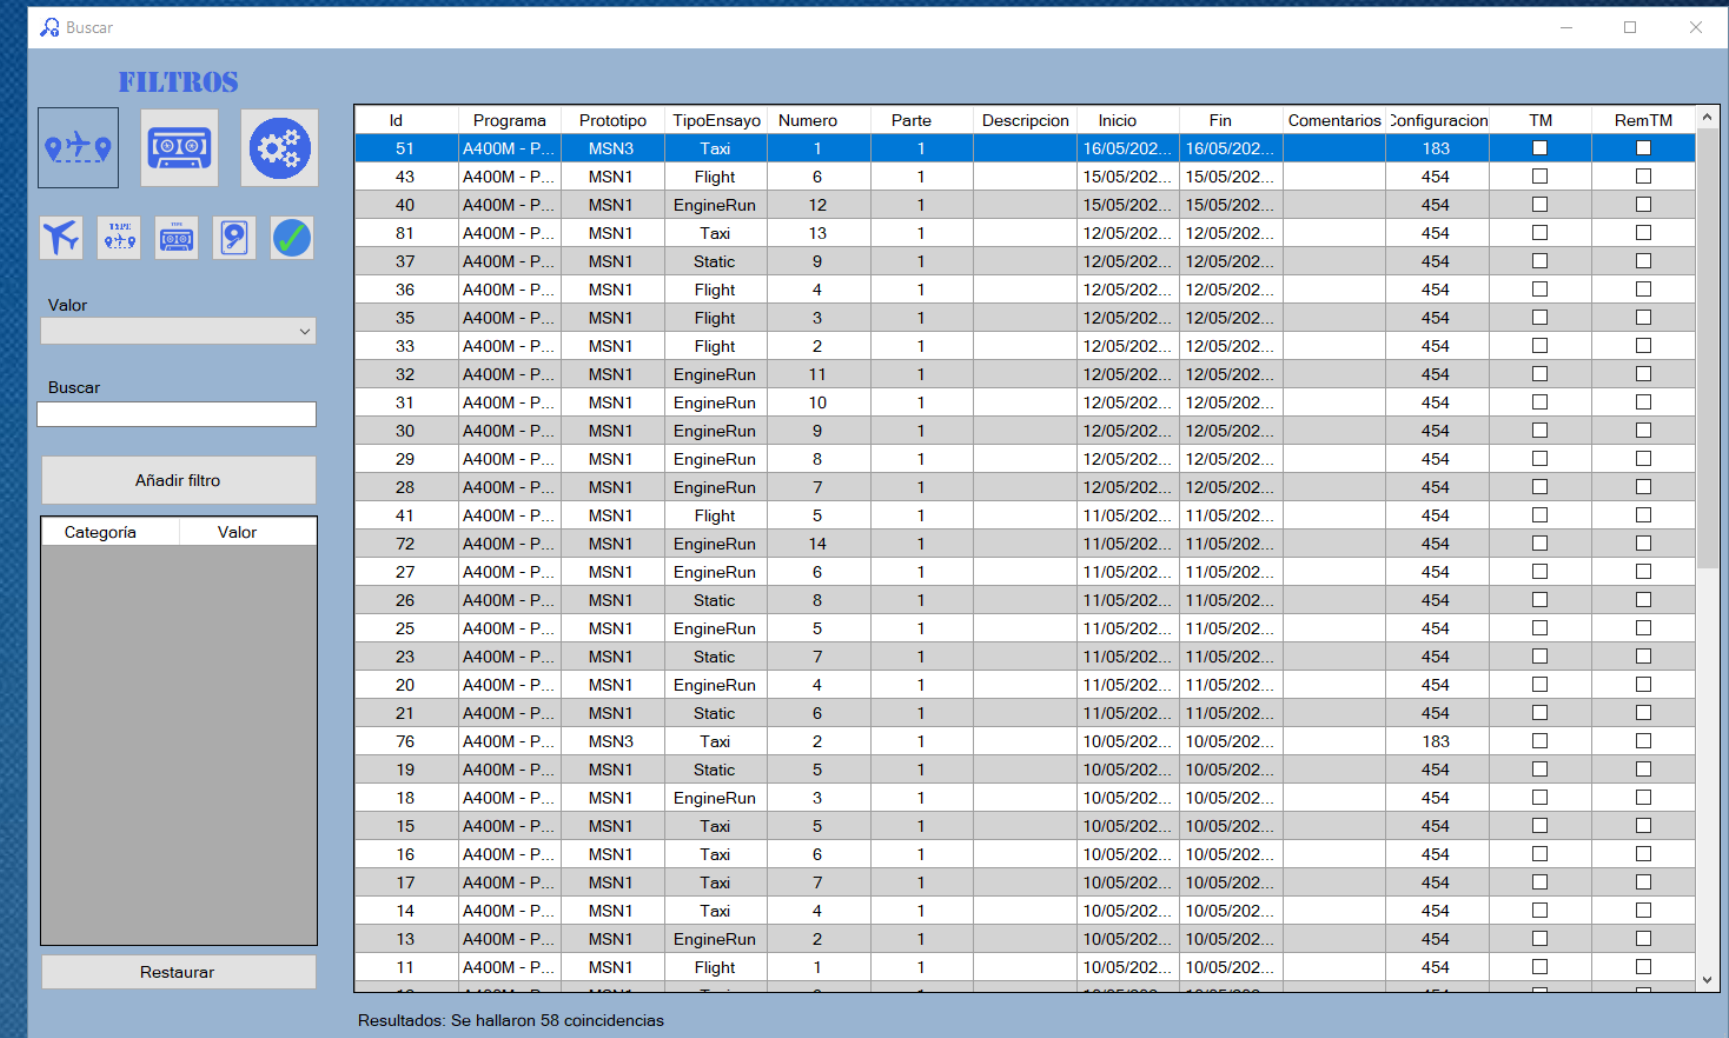 Buscar
FILTROS
TYPE
TYPE
Valor
Buscar
Añadir filtro
Categoría Valor
Restaurar
Id Programa Prototipo TipoEnsayo Numero Parte Descripcion Inicio Fin Comentarios Configuracion TM RemTM
51 A400M - P... MSN3 Taxi 1 1 16/05/202... 16/05/202... 183
43 A400M - P... MSN1 Flight 6 1 15/05/202... 15/05/202... 454
40 A400M - P... MSN1 EngineRun 12 1 15/05/202... 15/05/202... 454
81 A400M - P... MSN1 Taxi 13 1 12/05/202... 12/05/202... 454
37 A400M - P... MSN1 Static 9 1 12/05/202... 12/05/202... 454
36 A400M - P... MSN1 Flight 4 1 12/05/202... 12/05/202... 454
35 A400M - P... MSN1 Flight 3 1 12/05/202... 12/05/202... 454
33 A400M - P... MSN1 Flight 2 1 12/05/202... 12/05/202... 454
32 A400M - P... MSN1 EngineRun 11 1 12/05/202... 12/05/202... 454
31 A400M - P... MSN1 EngineRun 10 1 12/05/202... 12/05/202... 454
30 A400M - P... MSN1 EngineRun 9 1 12/05/202... 12/05/202... 454
29 A400M - P... MSN1 EngineRun 8 1 12/05/202... 12/05/202... 454
28 A400M - P... MSN1 EngineRun 7 1 12/05/202... 12/05/202... 454
41 A400M - P... MSN1 Flight 5 1 11/05/202... 11/05/202... 454
72 A400M - P... MSN1 EngineRun 14 1 11/05/202... 11/05/202... 454
27 A400M - P... MSN1 EngineRun 6 1 11/05/202... 11/05/202... 454
26 A400M - P... MSN1 Static 8 1 11/05/202... 11/05/202... 454
25 A400M - P... MSN1 EngineRun 5 1 11/05/202... 11/05/202... 454
23 A400M - P... MSN1 Static 7 1 11/05/202... 11/05/202... 454
20 A400M - P... MSN1 EngineRun 4 1 11/05/202... 11/05/202... 454
21 A400M - P... MSN1 Static 6 1 11/05/202... 11/05/202... 454
76 A400M - P... MSN3 Taxi 2 1 10/05/202... 10/05/202... 183
19 A400M - P... MSN1 Static 5 1 10/05/202... 10/05/202... 454
18 A400M - P... MSN1 EngineRun 3 1 10/05/202... 10/05/202... 454
15 A400M - P... MSN1 Taxi 5 1 10/05/202... 10/05/202... 454
16 A400M - P... MSN1 Taxi 6 1 10/05/202... 10/05/202... 454
17 A400M - P... MSN1 Taxi 7 1 10/05/202... 10/05/202... 454
14 A400M - P... MSN1 Taxi 4 1 10/05/202... 10/05/202... 454
13 A400M - P... MSN1 EngineRun 2 1 10/05/202... 10/05/202... 454
11 A400M - P... MSN1 Flight 1 1 10/05/202... 10/05/202... 454
Resultados: Se hallaron 58 coincidencias